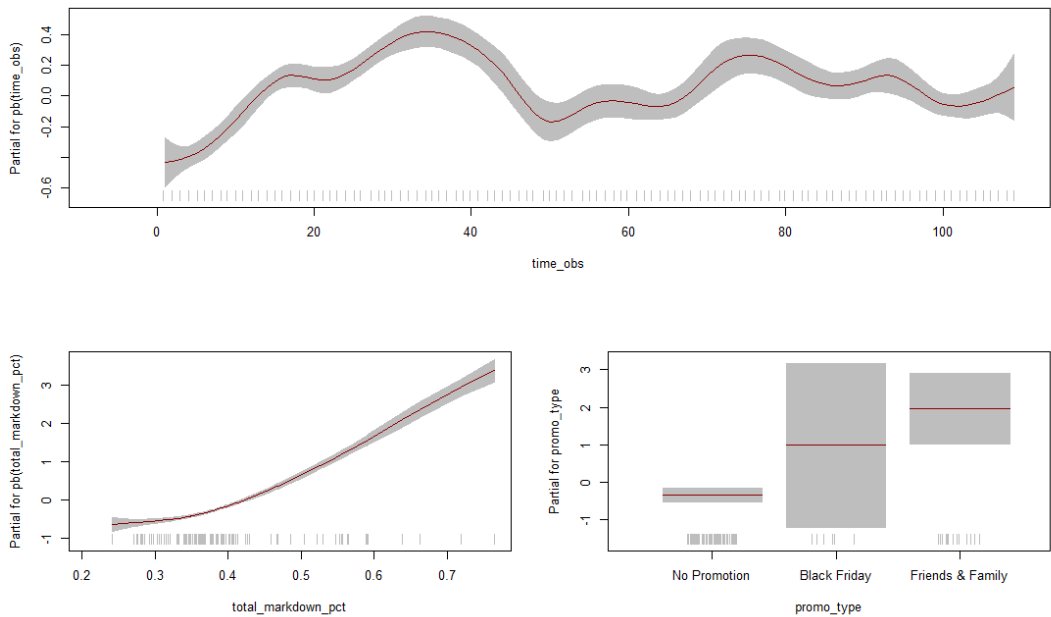 Partial for pb(time_obs)
0.4
0.2
0.0
-0.2
-0.6
0 20 40 60 80 100
time_obs
Partial for pb(total_markdown_pct)
3
2
1
0
-1
0.2 0.3 0.4 0.5 0.6 0.7
total_markdown_pct
Partial for promo_type
3
2
1
0
-1
No Promotion Black Friday Friends & Family
promo_type